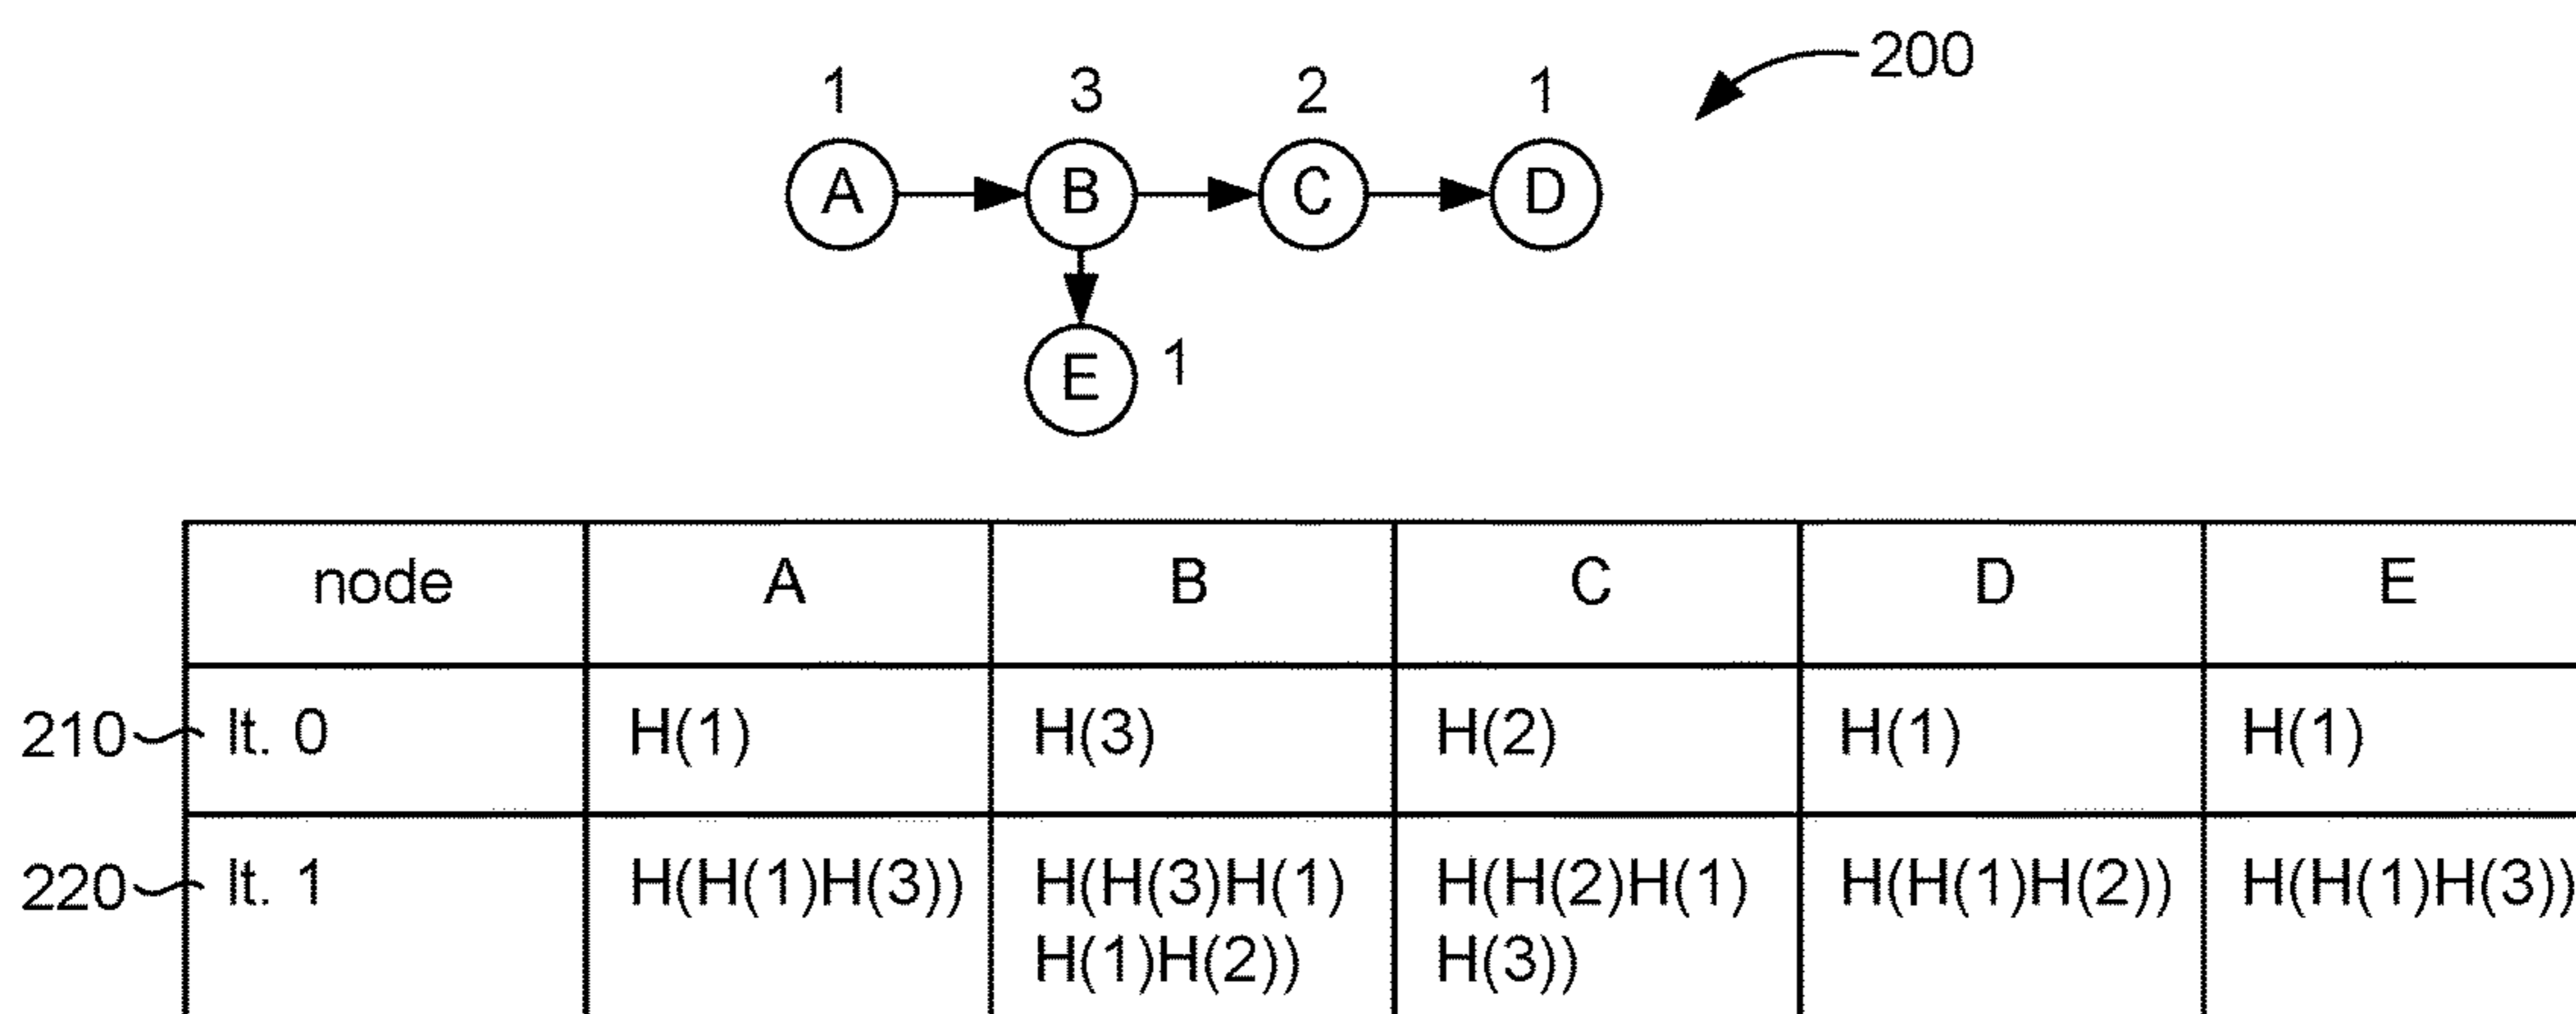 200
1 3 2 1
A B C D
E 1
node A B C D E
210 It. 0 H(1) H(3) H(2) H(1) H(1)
220 It. 1 H(H(1)H(3)) H(H(3)H(1) H(H(2)H(1) H(H(1)H(2)) H(H(1)H(3))
H(1)H(2)) H(3))